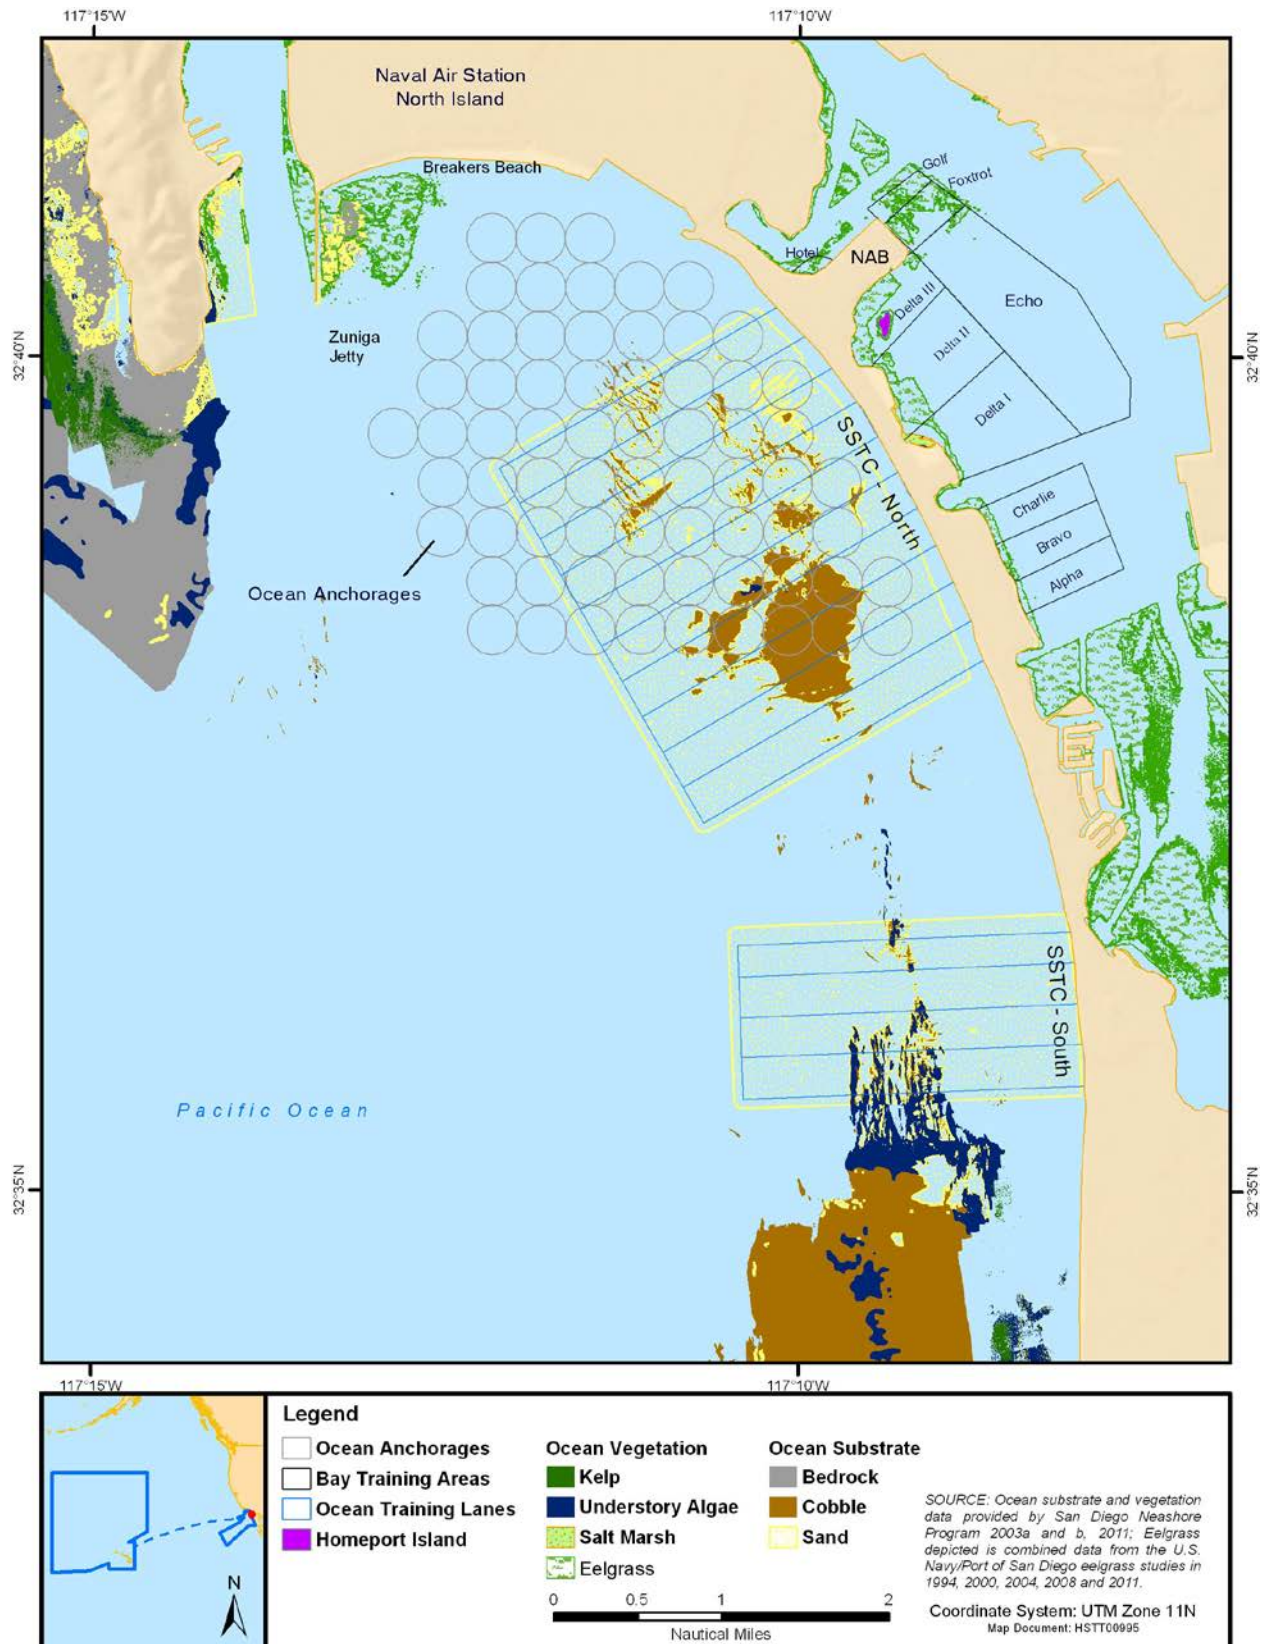 117°15'W
117°10'W
Naval Air Station
North Island
Breakers Beach
Golf
Foxtrot
Hotel
NAB
Echo
Delta III
Delta II
Delta I
Zuniga
Jetty
32°40'N
32°40'N
SSTC - North
Charlie
Bravo
Alpha
Ocean Anchorages
SSTC - South
Pacific Ocean
32°35'N
32°35'N
117°15'W
117°10'W
Legend
Ocean Anchorages
Bay Training Areas
Ocean Training Lanes
Homeport Island
Ocean Vegetation
Kelp
Understory Algae
Salt Marsh
Eelgrass
Ocean Substrate
Bedrock
Cobble
Sand
SOURCE: Ocean substrate and vegetation
data provided by San Diego Neashore
Program 2003a and b, 2011; Eelgrass
depicted is combined data from the U.S.
Navy/Port of San Diego eelgrass studies in
1994, 2000, 2004, 2008 and 2011.
N
0 0.5 1 2
Nautical Miles
Coordinate System: UTM Zone 11N
Map Document: HSTT00995